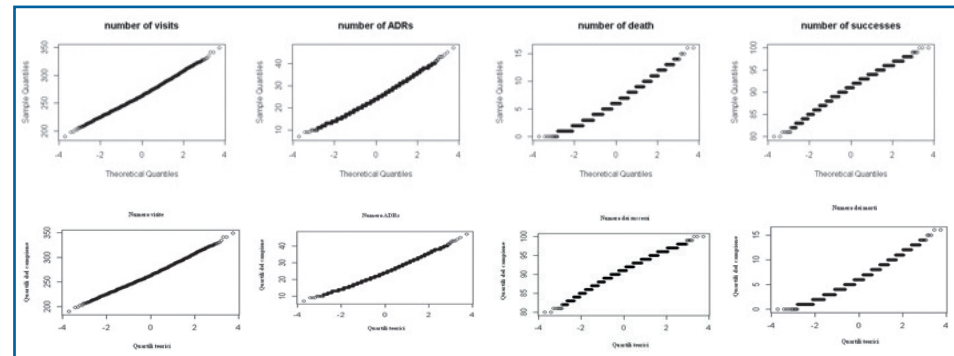 number of visits
number of ADRs
number of death
number of successes
Sample Quantiles
200 250 300 350
-4 -2 0 2 4
Theoretical Quantiles
Sample Quantiles
10 20 30 40
-4 -2 0 2 4
Theoretical Quantiles
Sample Quantiles
0 5 10 15
-4 -2 0 2 4
Theoretical Quantiles
Sample Quantiles
80 85 90 95 100
-4 -2 0 2 4
Theoretical Quantiles
Numero visite
Numero ADRs
Numero dei successi
Numero dei morti
Quartili del campione
200 250 300 350
-4 -2 0 2 4
Quartili teorici
Quartili del campione
10 20 30 40
-4 -2 0 2 4
Quartili teorici
Quartili del campione
80 85 90 95 100
-4 -2 0 2 4
Quartili teorici
Quartili del campione
0 5 10 15
-4 -2 0 2 4
Quartili teorici